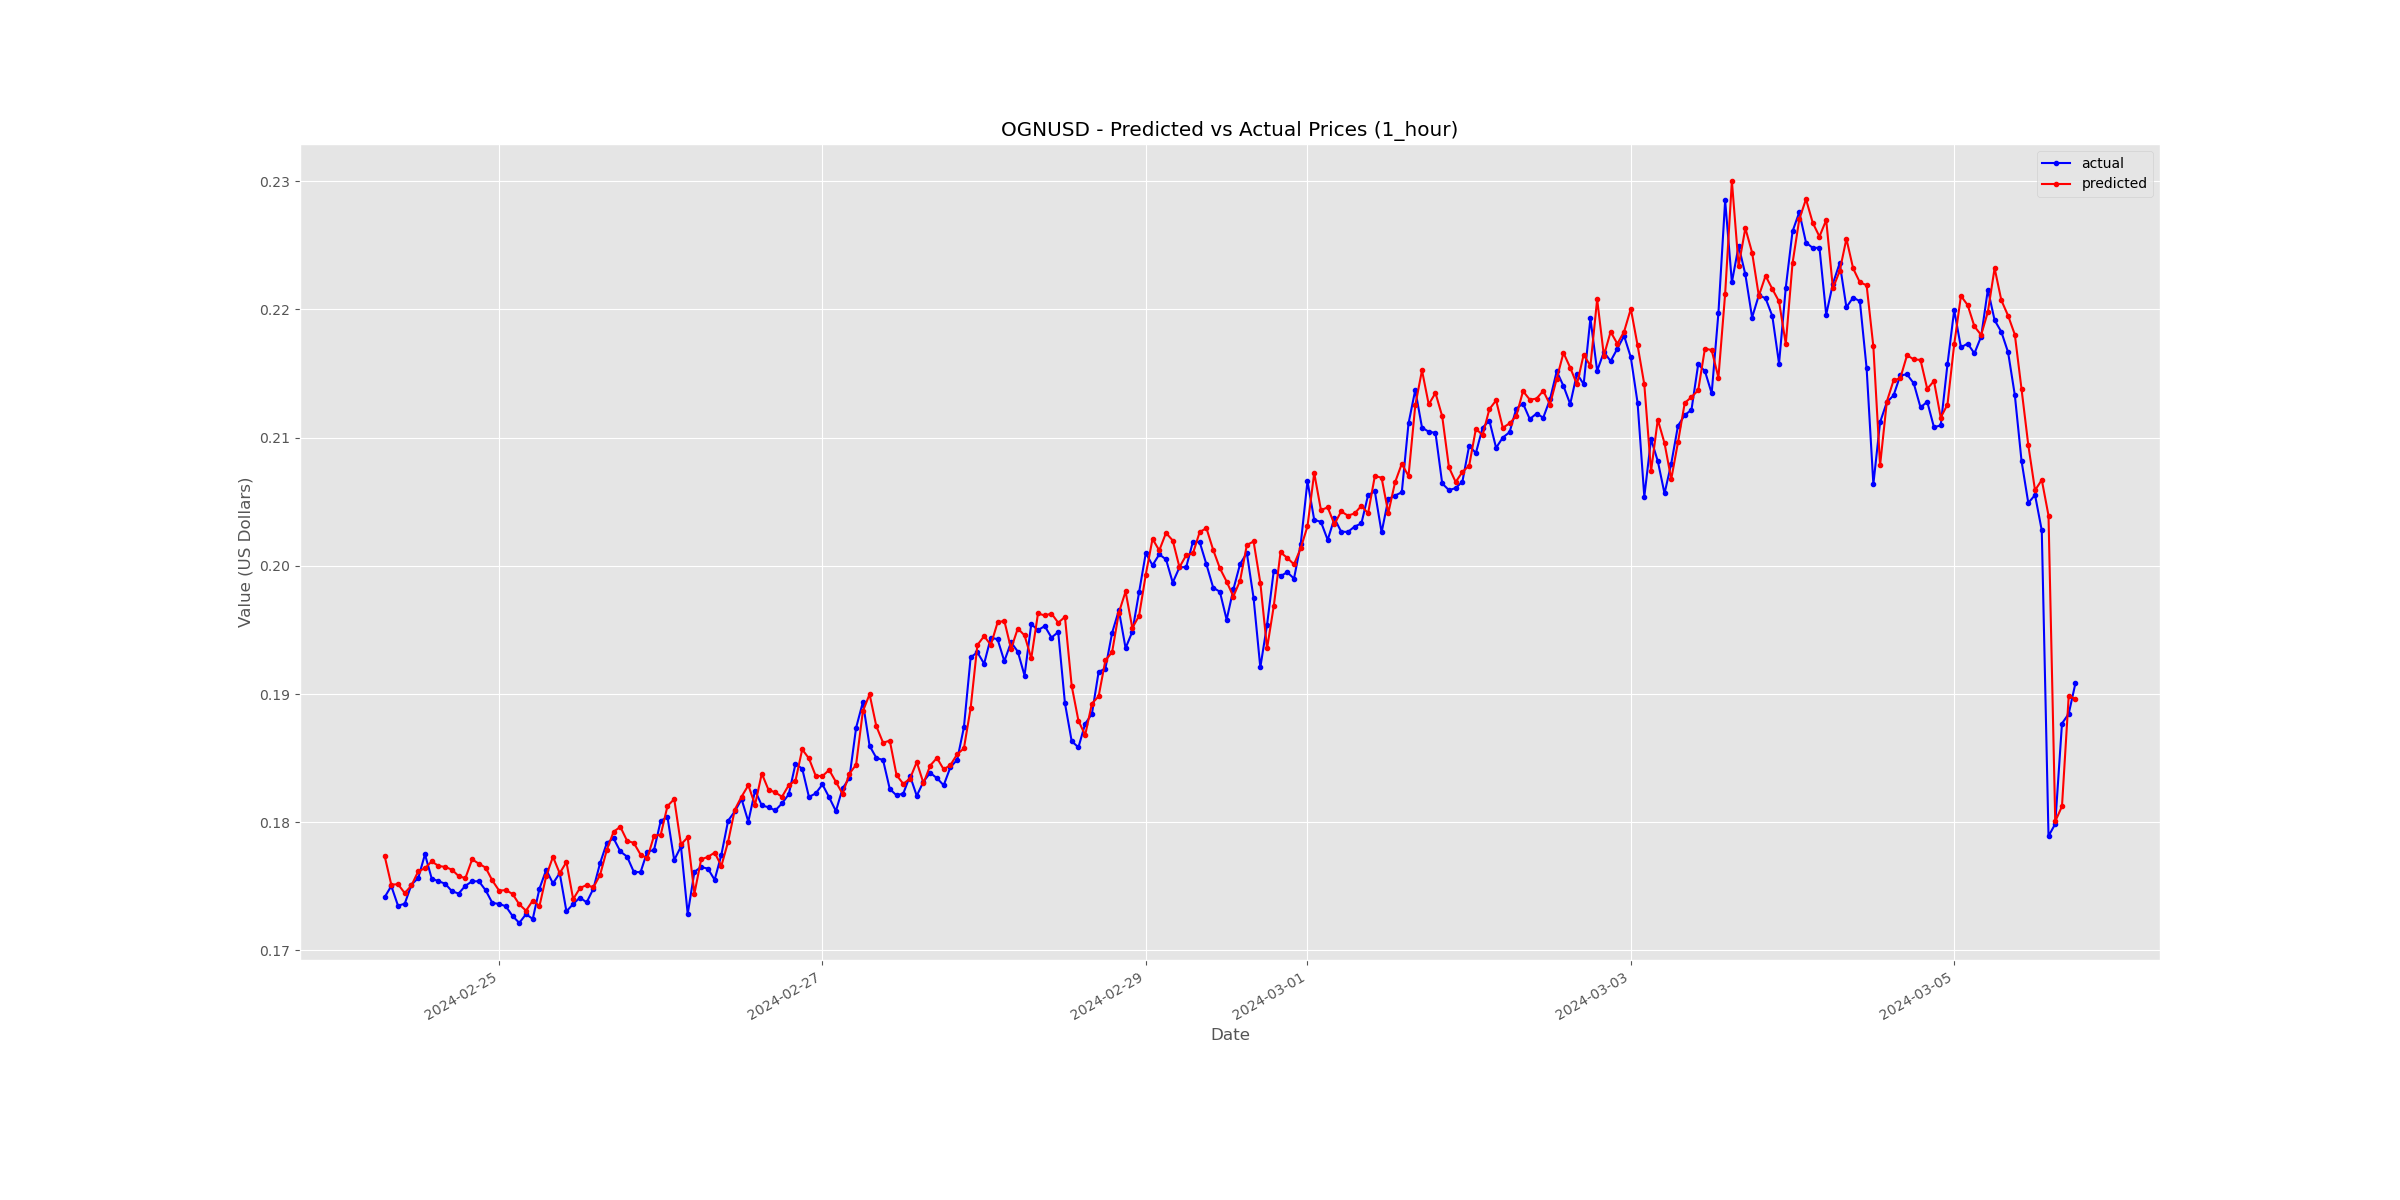 OGNUSD - Predicted vs Actual Prices (1_hour)
actual
predicted
0.23
0.22
0.21
0.20
0.19
0.18
0.17
Value (US Dollars)
2024-02-25
2024-02-27
2024-02-29
2024-03-01
2024-03-03
2024-03-05
Date